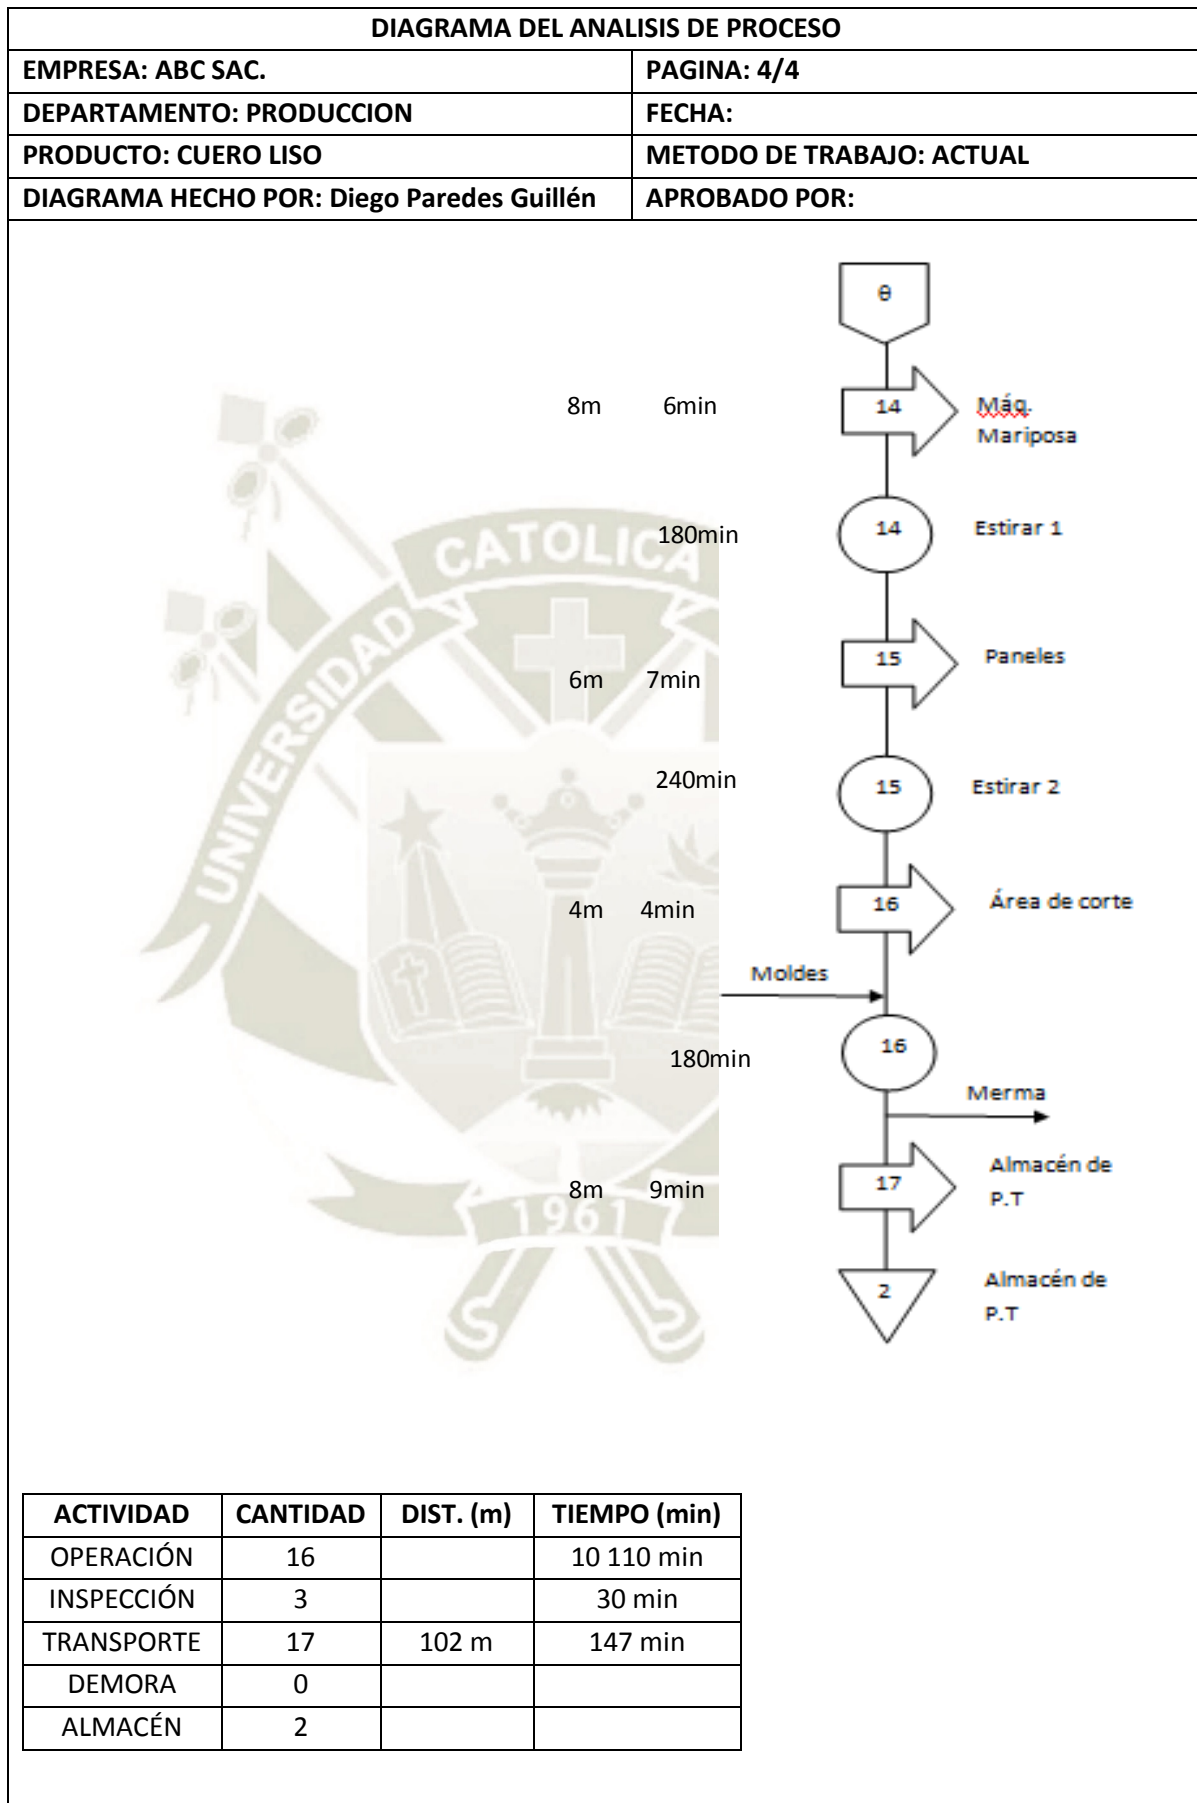 DIAGRAMA DEL ANALISIS DE PROCESO
EMPRESA: ABC SAC. PAGINA: 4/4
DEPARTAMENTO: PRODUCCION FECHA:
PRODUCTO: CUERO LISO METODO DE TRABAJO: ACTUAL
DIAGRAMA HECHO POR: Diego Paredes Guillén APROBADO POR:
θ
8m 6min 14 Máq.
Mariposa
180min 14 Estirar 1
CATOLICA
UNIVERSIDAD
6m 7min 15 Paneles
240min 15 Estirar 2
4m 4min 16 Área de corte
Moldes
180min 16
Merma
8m 9min 17 Almacén de
P.T
1961
2 Almacén de
P.T
ACTIVIDAD CANTIDAD DIST. (m) TIEMPO (min)
OPERACIÓN 16 10 110 min
INSPECCIÓN 3 30 min
TRANSPORTE 17 102 m 147 min
DEMORA 0
ALMACÉN 2